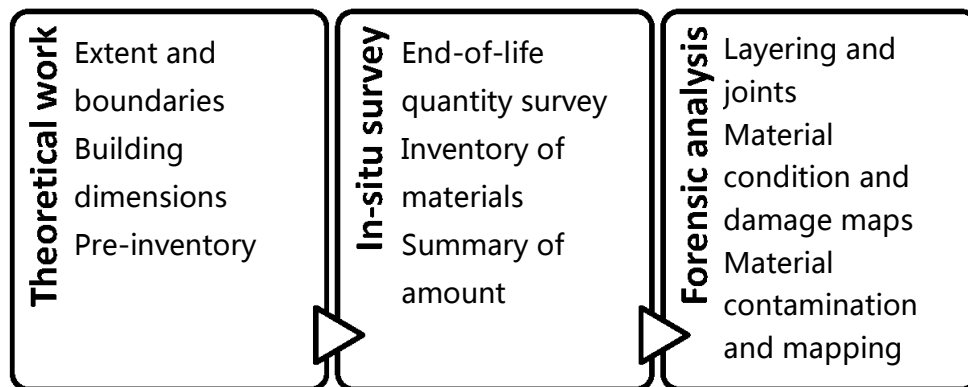 Theoretical work
Extent and
boundaries
Building
dimensions
Pre-inventory
In-situ survey
End-of-life
quantity survey
Inventory of
materials
Summary of
amount
Forensic analysis
Layering and
joints
Material
condition and
damage maps
Material
contamination
and mapping